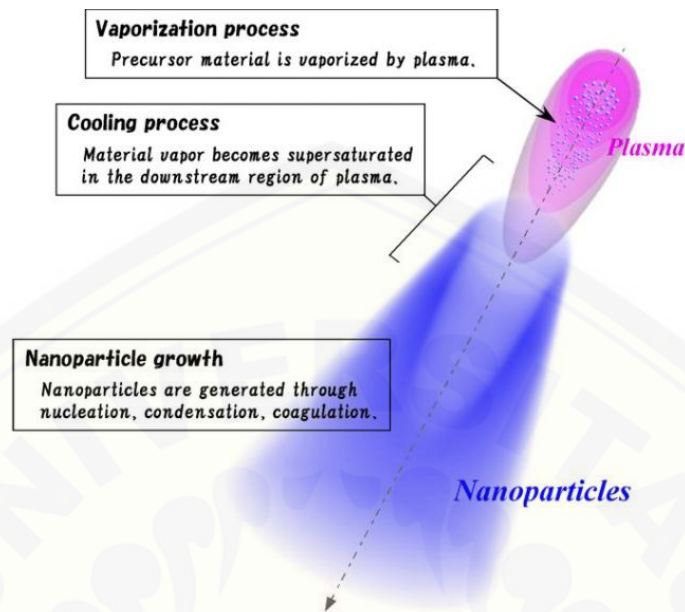 Vaporization process
Precursor material is vaporized by plasma.
Cooling process
Material vapor becomes supersaturated
in the downstream region of plasma.
Plasma
Nanoparticle growth
Nanoparticles are generated through
nucleation, condensation, coagulation.
Nanoparticles
UNIVERSITA